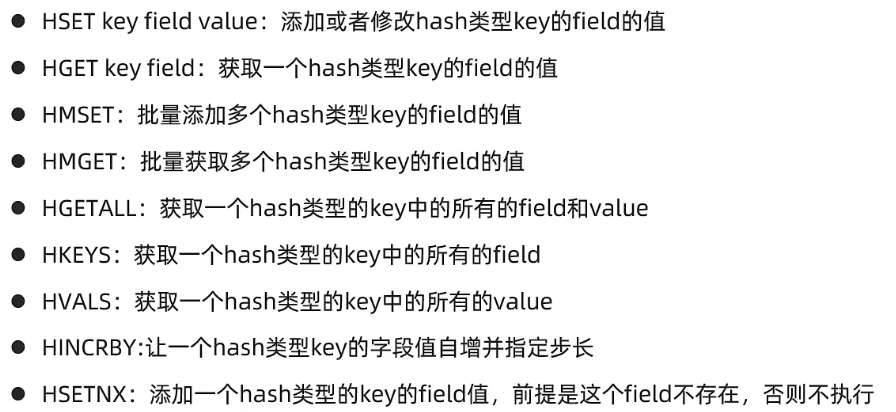 ● HSET key field value：添加或者修改hash类型key的field的值
● HGET key field：获取一个hash类型key的field的值
● HMSET：批量添加多个hash类型key的field的值
● HMGET：批量获取多个hash类型key的field的值
● HGETALL：获取一个hash类型的key中的所有的field和value
● HKEYS：获取一个hash类型的key中的所有的field
● HVALS：获取一个hash类型的key中的所有的value
● HINCRBY:让一个hash类型key的字段值自增并指定步长
● HSETNX：添加一个hash类型的key的field值，前提是这个field不存在，否则不执行